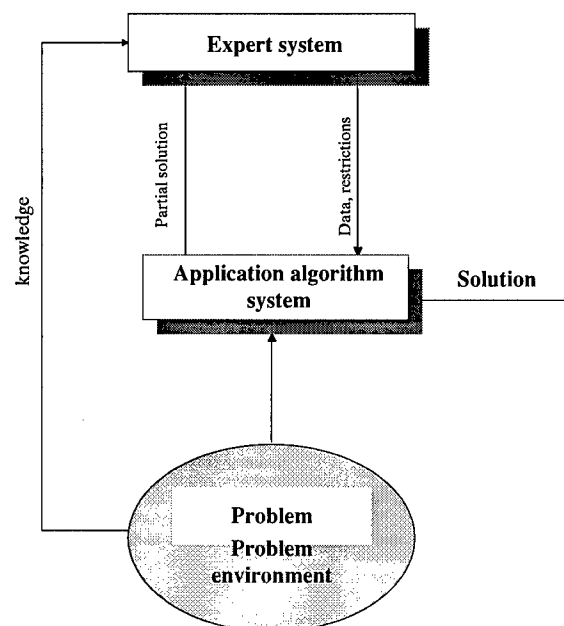 Expert system
Partial solution
Data, restrictions
knowledge
Application algorithm
system
Solution
Problem
Problem
environment